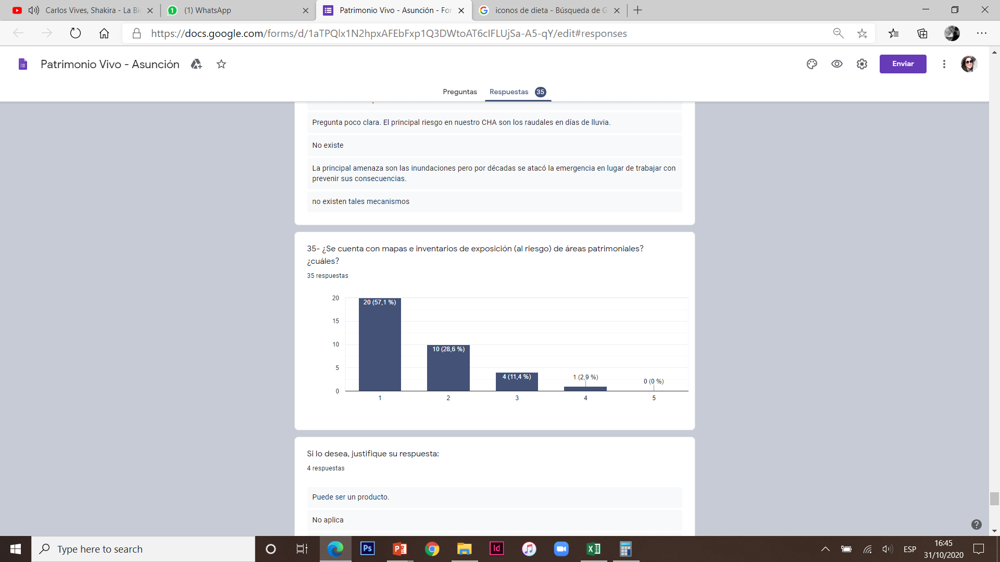 Carlos Vives, Shakira - La Bi
(1) WhatsApp
Patrimonio Vivo - Asunción - For
iconos de dieta - Búsqueda de G
https://docs.google.com/forms/d/1aTPQlx1N2hpxAFEbFxp1Q3DWtoAT6cIFLUjSa-A5-qY/edit#responses
Patrimonio Vivo - Asunción
Enviar
Preguntas
Respuestas 35
Pregunta poco clara. El principal riesgo en nuestro CHA son los raudales en días de lluvia.
No existe
La principal amenaza son las inundaciones pero por décadas se atacó la emergencia en lugar de trabajar con
prevenir sus consecuencias.
no existen tales mecanismos
35- ¿Se cuenta con mapas e inventarios de exposición (al riesgo) de áreas patrimoniales?
¿cuáles?
35 respuestas
20
15
10
5
0
20 (57,1 %)
10 (28,6 %)
4 (11,4 %)
1 (2,9 %)
0 (0 %)
1 2 3 4 5
Si lo desea, justifique su respuesta:
4 respuestas
Puede ser un producto.
No aplica
Type here to search
Ps
Id
ESP
16:45
31/10/2020